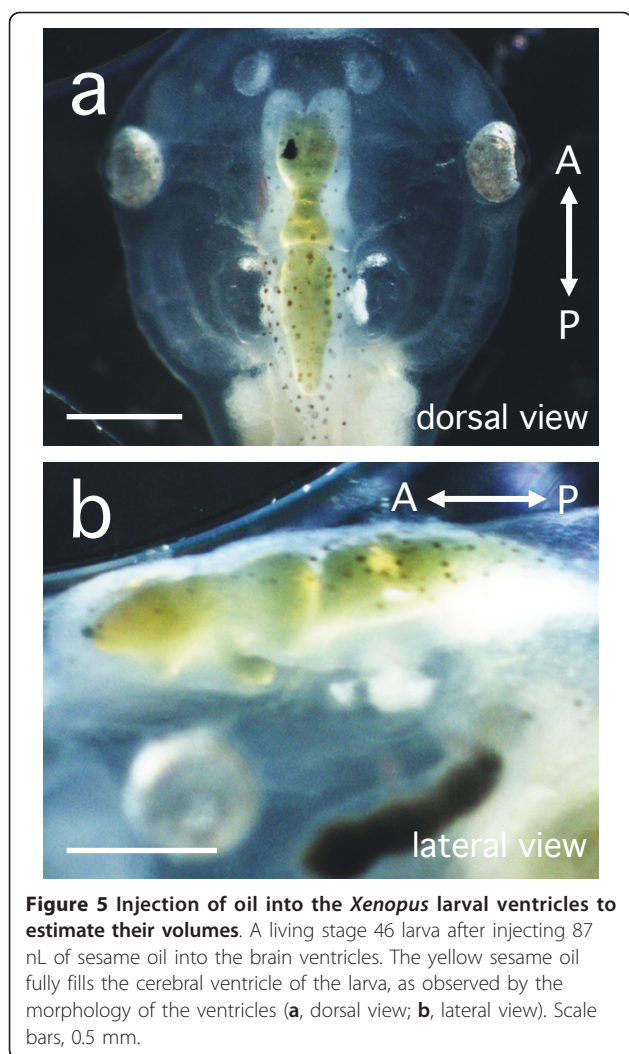 a
A
P
dorsal view
b
A
P
lateral view
Figure 5 Injection of oil into the Xenopus larval ventricles to
estimate their volumes. A living stage 46 larva after injecting 87
nL of sesame oil into the brain ventricles. The yellow sesame oil
fully fills the cerebral ventricle of the larva, as observed by the
morphology of the ventricles (a, dorsal view; b, lateral view). Scale
bars, 0.5 mm.